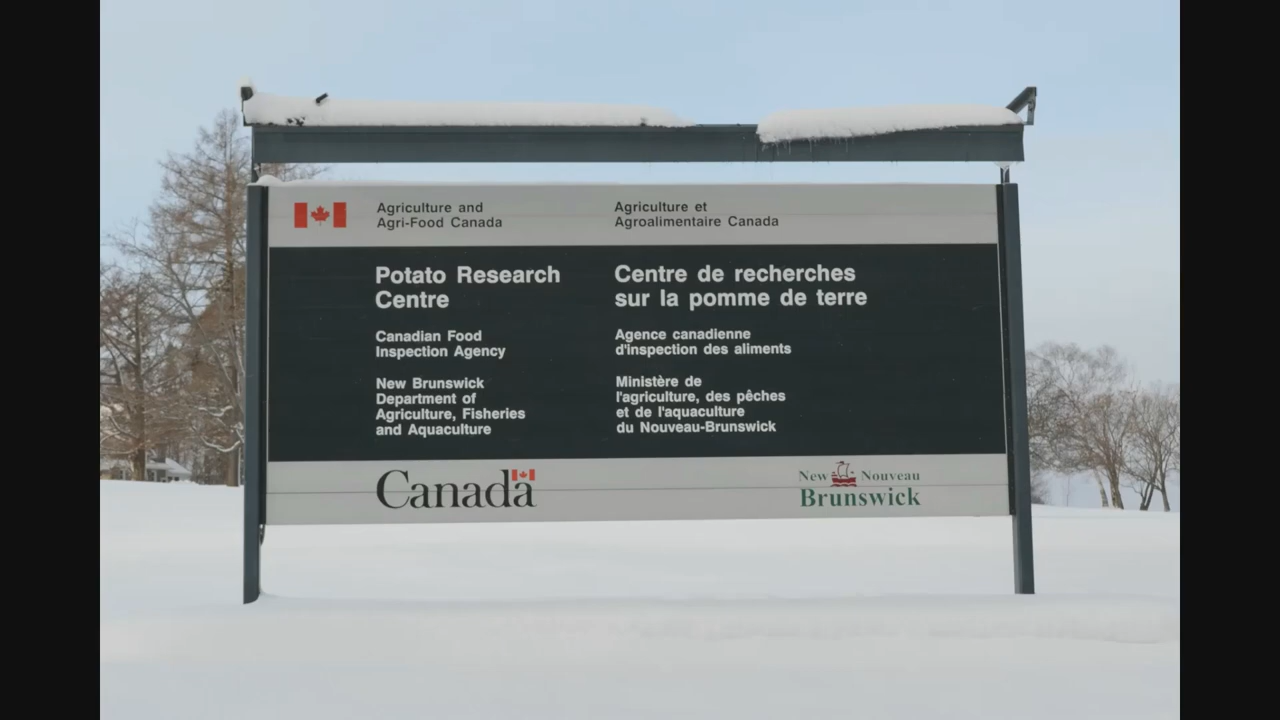 Agriculture and
Agri-Food Canada
Agriculture et
Agroalimentaire Canada
Potato Research
Centre
Centre de recherches
sur la pomme de terre
Canadian Food
Inspection Agency
Agence canadienne
d'inspection des aliments
New Brunswick
Department of
Agriculture, Fisheries
and Aquaculture
Ministère de
l'agriculture, des pêches
et de l'aquaculture
du Nouveau-Brunswick
Canada
New Nouveau
Brunswick